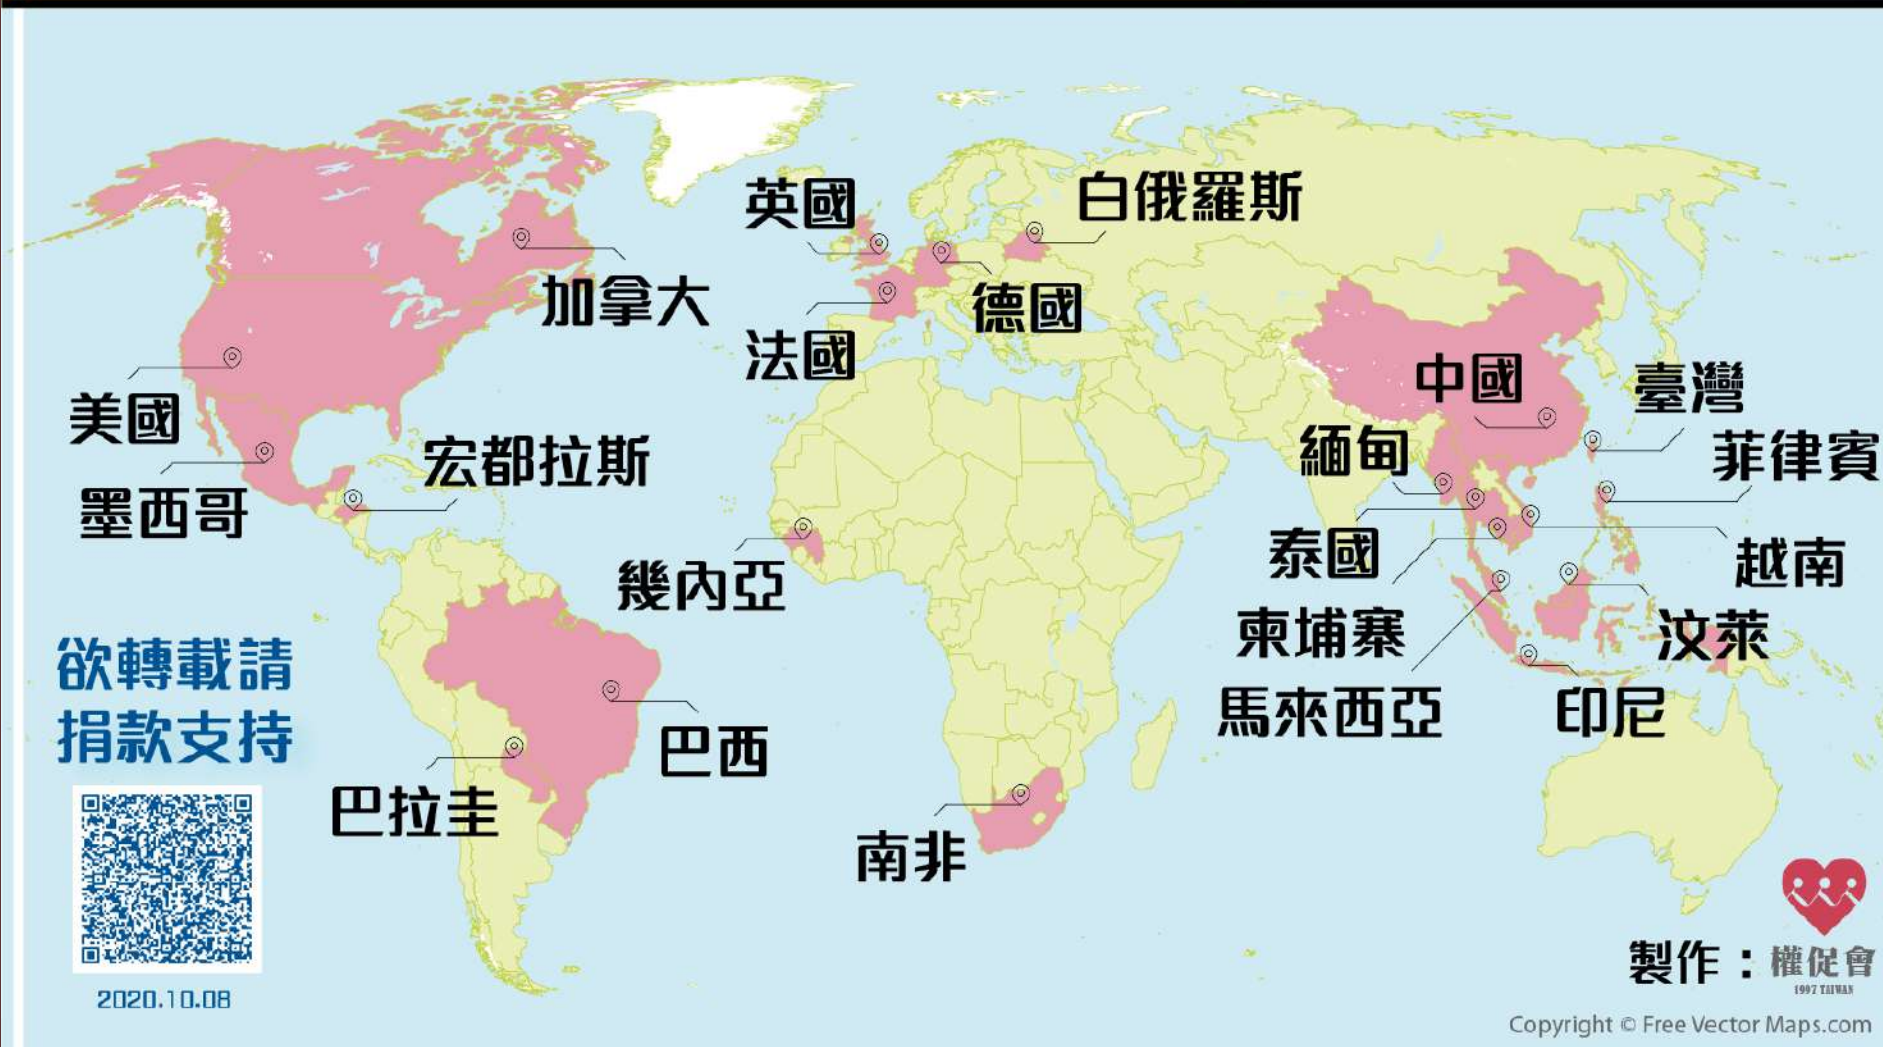 英國
白俄羅斯
加拿大
德國
法國
中國
臺灣
美國
宏都拉斯
緬甸
菲律賓
墨西哥
泰國
越南
幾內亞
柬埔寨
汶萊
欲轉載請
捐款支持
馬來西亞
印尼
巴西
巴拉圭
南非
製作：權促會
1997 TAIWAN
2020.10.08
Copyright © Free Vector Maps.com